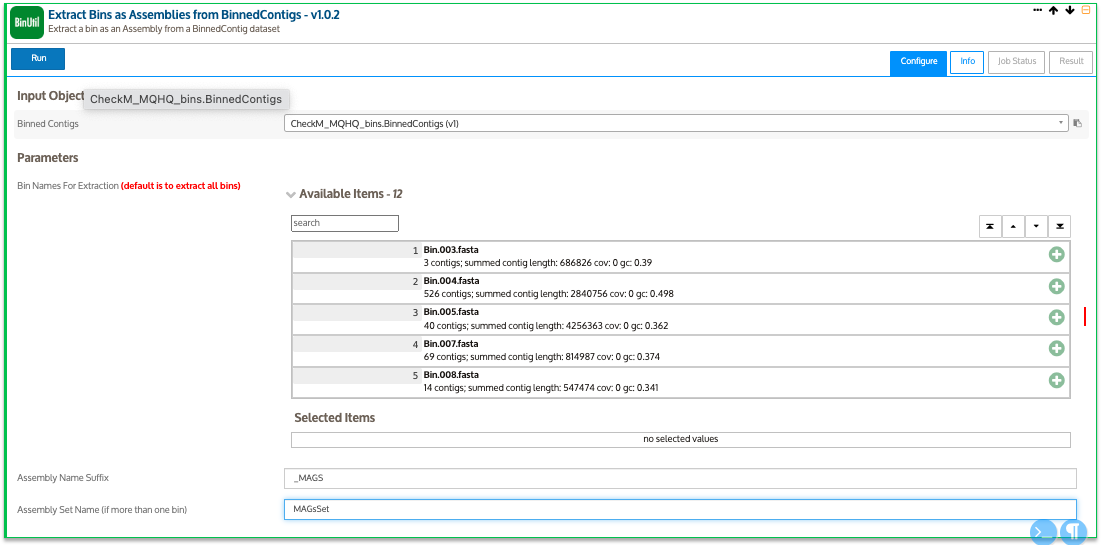 BinUtil
Extract Bins as Assemblies from BinnedContigs - v1.0.2
Extract a bin as an Assembly from a BinnedContig dataset
Run
Configure
Info
Job Status
Result
Input Object
CheckM_MQHQ_bins.BinnedContigs
Binned Contigs
CheckM_MQHQ_bins.BinnedContigs (v1)
Parameters
Bin Names For Extraction (default is to extract all bins)
Available Items - 12
search
1 Bin.003.fasta
3 contigs; summed contig length: 686826 cov: 0 gc: 0.39
2 Bin.004.fasta
526 contigs; summed contig length: 2840756 cov: 0 gc: 0.498
3 Bin.005.fasta
40 contigs; summed contig length: 4256363 cov: 0 gc: 0.362
4 Bin.007.fasta
69 contigs; summed contig length: 814987 cov: 0 gc: 0.374
5 Bin.008.fasta
14 contigs; summed contig length: 547474 cov: 0 gc: 0.341
Selected Items
no selected values
Assembly Name Suffix
_MAGS
Assembly Set Name (if more than one bin)
MAGsSet